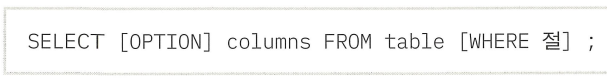 SELECT [OPTION] columns FROM table [WHERE 절] ;